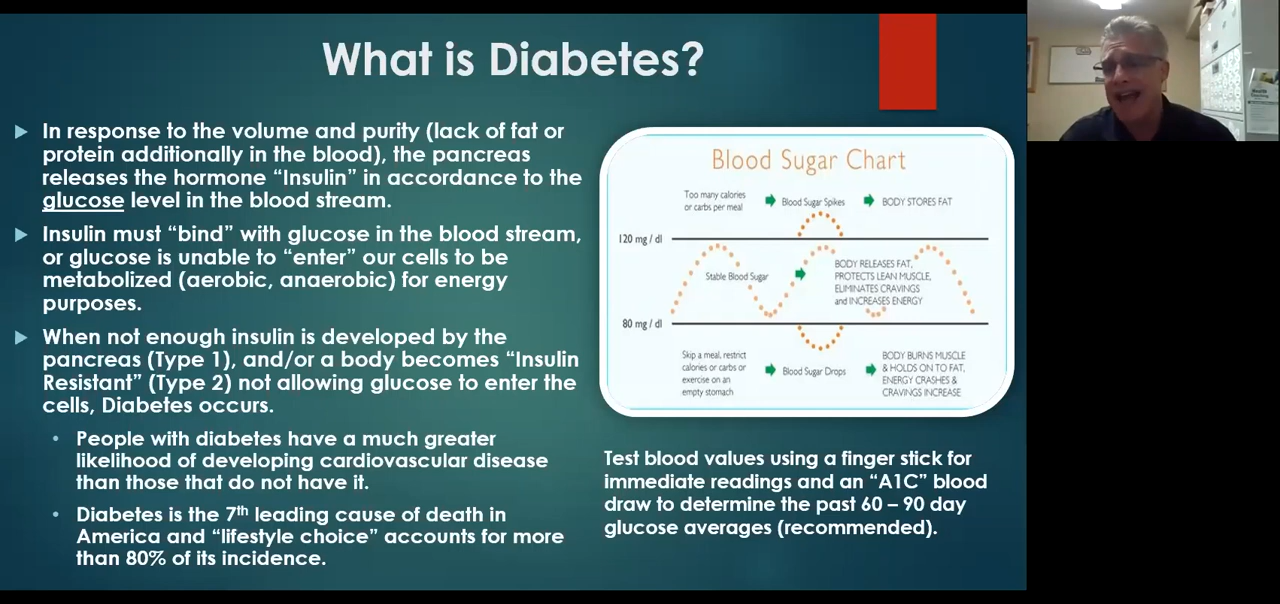 What is Diabetes?
In response to the volume and purity (lack of fat or
protein additionally in the blood), the pancreas
releases the hormone “Insulin” in accordance to the
glucose level in the blood stream.
Insulin must “bind” with glucose in the blood stream,
or glucose is unable to “enter” our cells to be
metabolized (aerobic, anaerobic) for energy
purposes.
When not enough insulin is developed by the
pancreas (Type 1), and/or a body becomes “Insulin
Resistant” (Type 2) not allowing glucose to enter the
cells, Diabetes occurs.
People with diabetes have a much greater
likelihood of developing cardiovascular disease
than those that do not have it.
Diabetes is the 7th leading cause of death in
America and “lifestyle choice” accounts for more
than 80% of its incidence.
Blood Sugar Chart
Too many calories
or carbs per meal
Blood Sugar Spikes
BODY STORES FAT
120 mg / dl
Stable Blood Sugar
BODY RELEASES FAT,
PROTECTS LEAN MUSCLE,
ELIMINATES CRAVINGS
and INCREASES ENERGY
80 mg / dl
Skip a meal, restrict
calories or carbs or
exercise on an
empty stomach
Blood Sugar Drops
BODY BURNS MUSCLE
& HOLDS ON TO FAT,
ENERGY CRASHES &
CRAVINGS INCREASE
Test blood values using a finger stick for
immediate readings and an “A1C” blood
draw to determine the past 60 – 90 day
glucose averages (recommended).